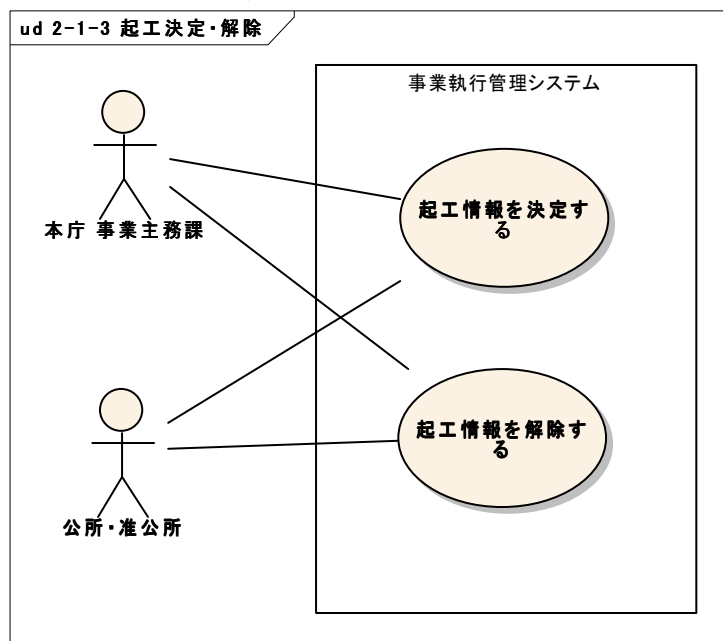 ud 2-1-3 起工決定・解除
事業執行管理システム
起工情報を決定す
る
本庁 事業主務課
起工情報を解除す
る
公所・准公所